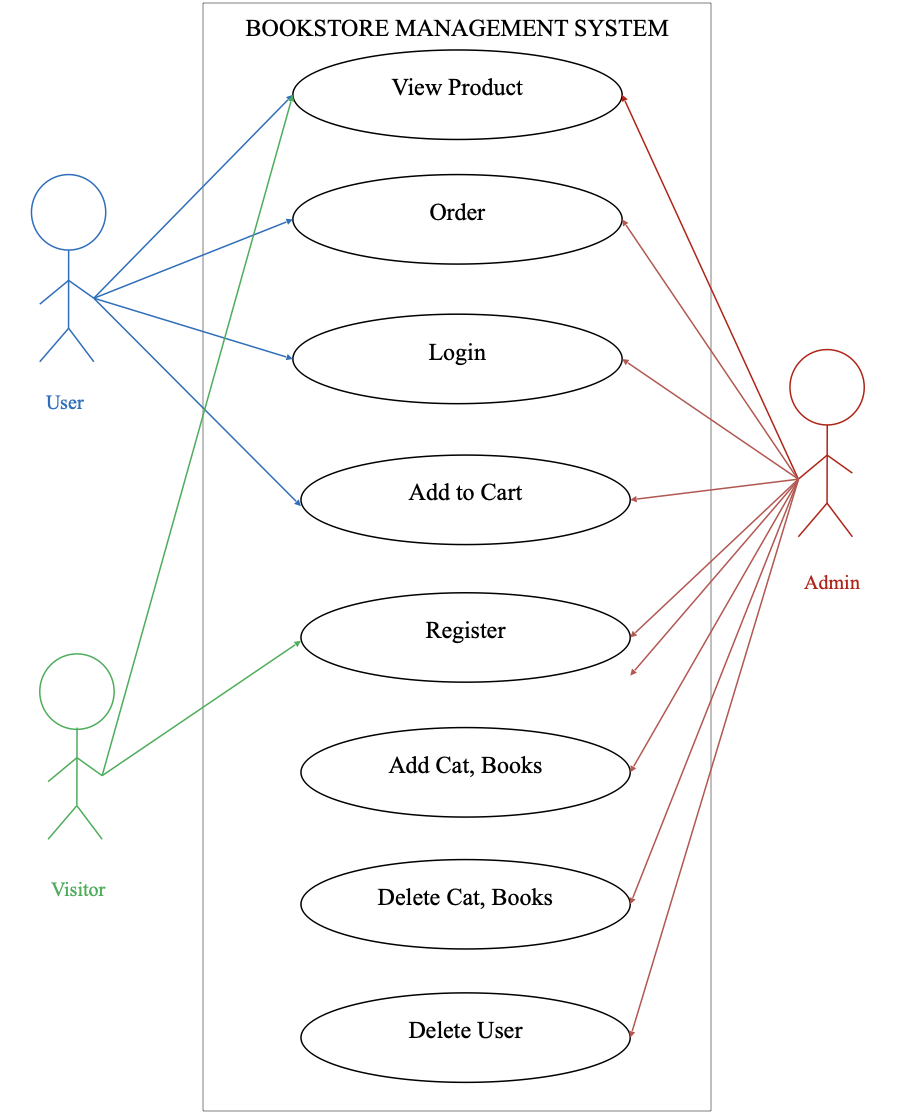 BOOKSTORE MANAGEMENT SYSTEM
View Product
Order
Login
User
Add to Cart
Admin
Register
Add Cat, Books
Visitor
Delete Cat, Books
Delete User